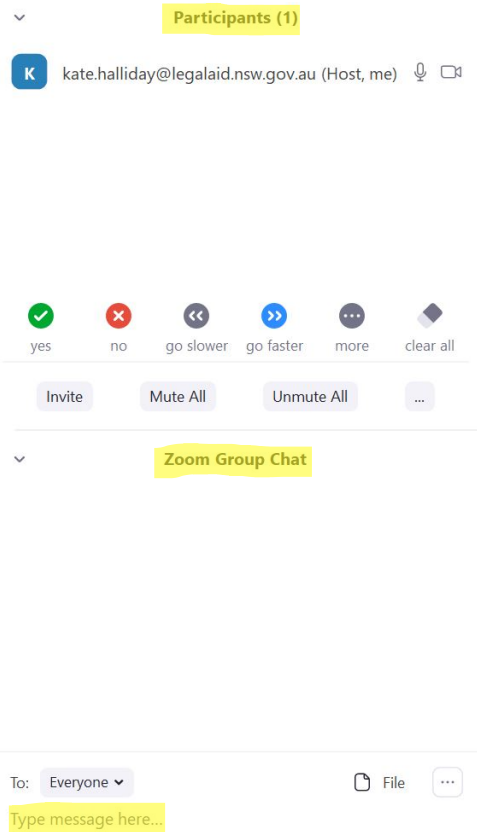 Participants (1)
K kate.halliday@legalaid.nsw.gov.au (Host, me)
yes no go slower go faster more clear all
Invite Mute All Unmute All ...
Zoom Group Chat
To: Everyone File ...
Type message here...